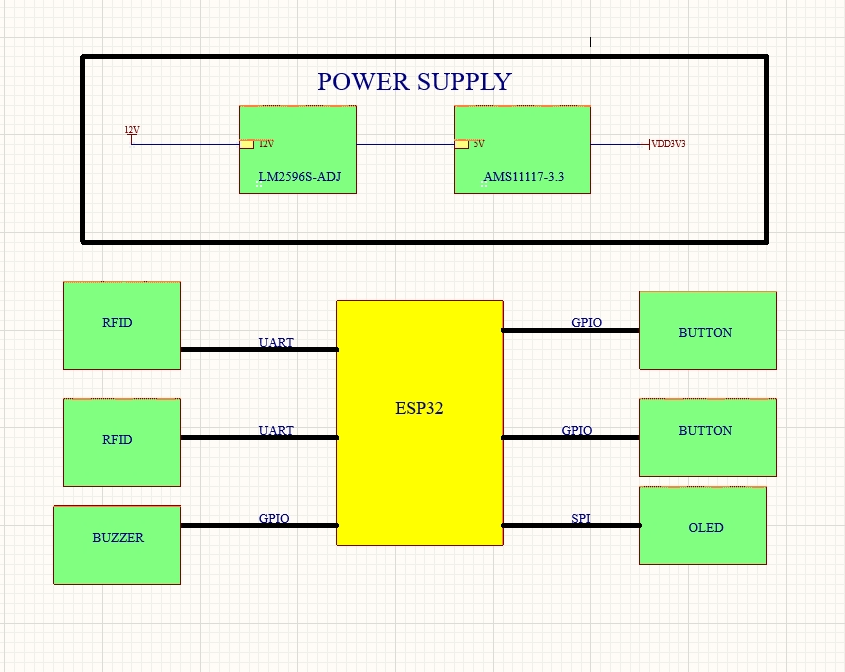 POWER SUPPLY
12V
12V
5V
VDD3V3
LM2596S-ADJ
AMS11117-3.3
RFID
GPIO
BUTTON
UART
ESP32
RFID
UART
GPIO
BUTTON
BUZZER
GPIO
SPI
OLED